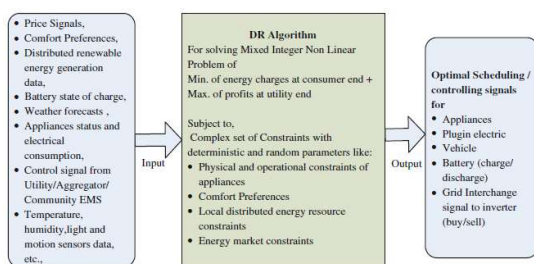 • Price Signals,
• Comfort Preferences,
• Distributed renewable
energy generation
data,
• Battery state of charge,
• Weather forecasts ,
• Appliances status and
electrical
consumption,
• Control signal from
Utility/Aggregator/
Community EMS
• Temperature,
humidity,light and
motion sensors data,
etc.,
Input
DR Algorithm
For solving Mixed Integer Non Linear
Problem of
Min. of energy charges at consumer end +
Max. of profits at utility end
Subject to,
Complex set of Constraints with
deterministic and random parameters like:
• Physical and operational constraints of
appliances
• Comfort Preferences
• Local distributed energy resource
constraints
• Energy market constraints
Output
Optimal Scheduling /
controlling signals
for
• Appliances
• Plugin electric
• Vehicle
• Battery (charge/
discharge)
• Grid Interchange
signal to inverter
(buy/sell)